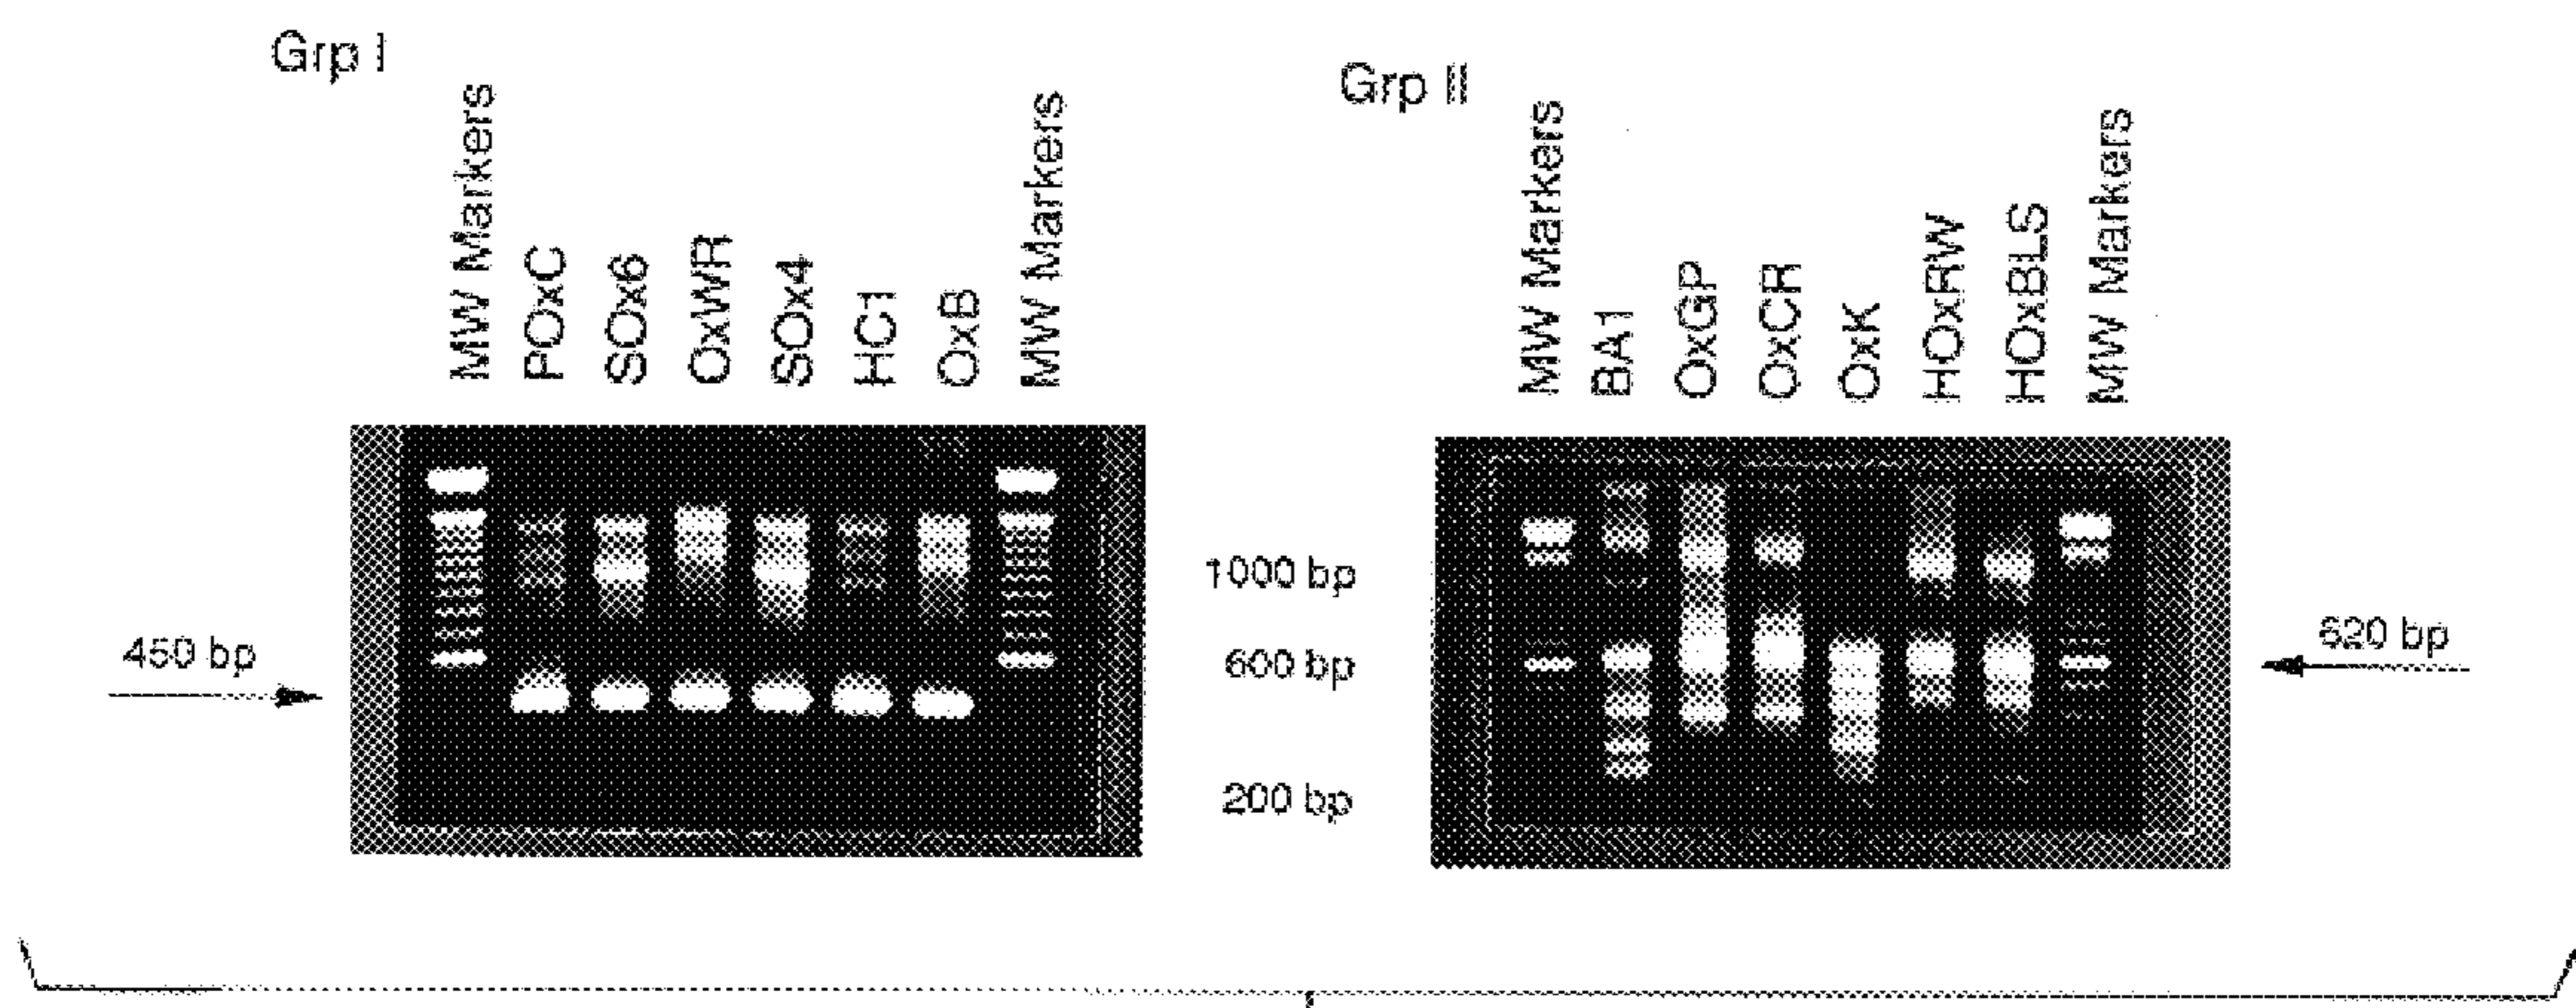 Grp I
MW Markers
POxC
SOx6
OxWR
SOx4
HC1
OxB
MW Markers
450 bp
Grp II
MW Markers
BA1
OxGP
OxCR
OxK
HOxRW
HOxBLS
MW Markers
1000 bp
600 bp
200 bp
620 bp